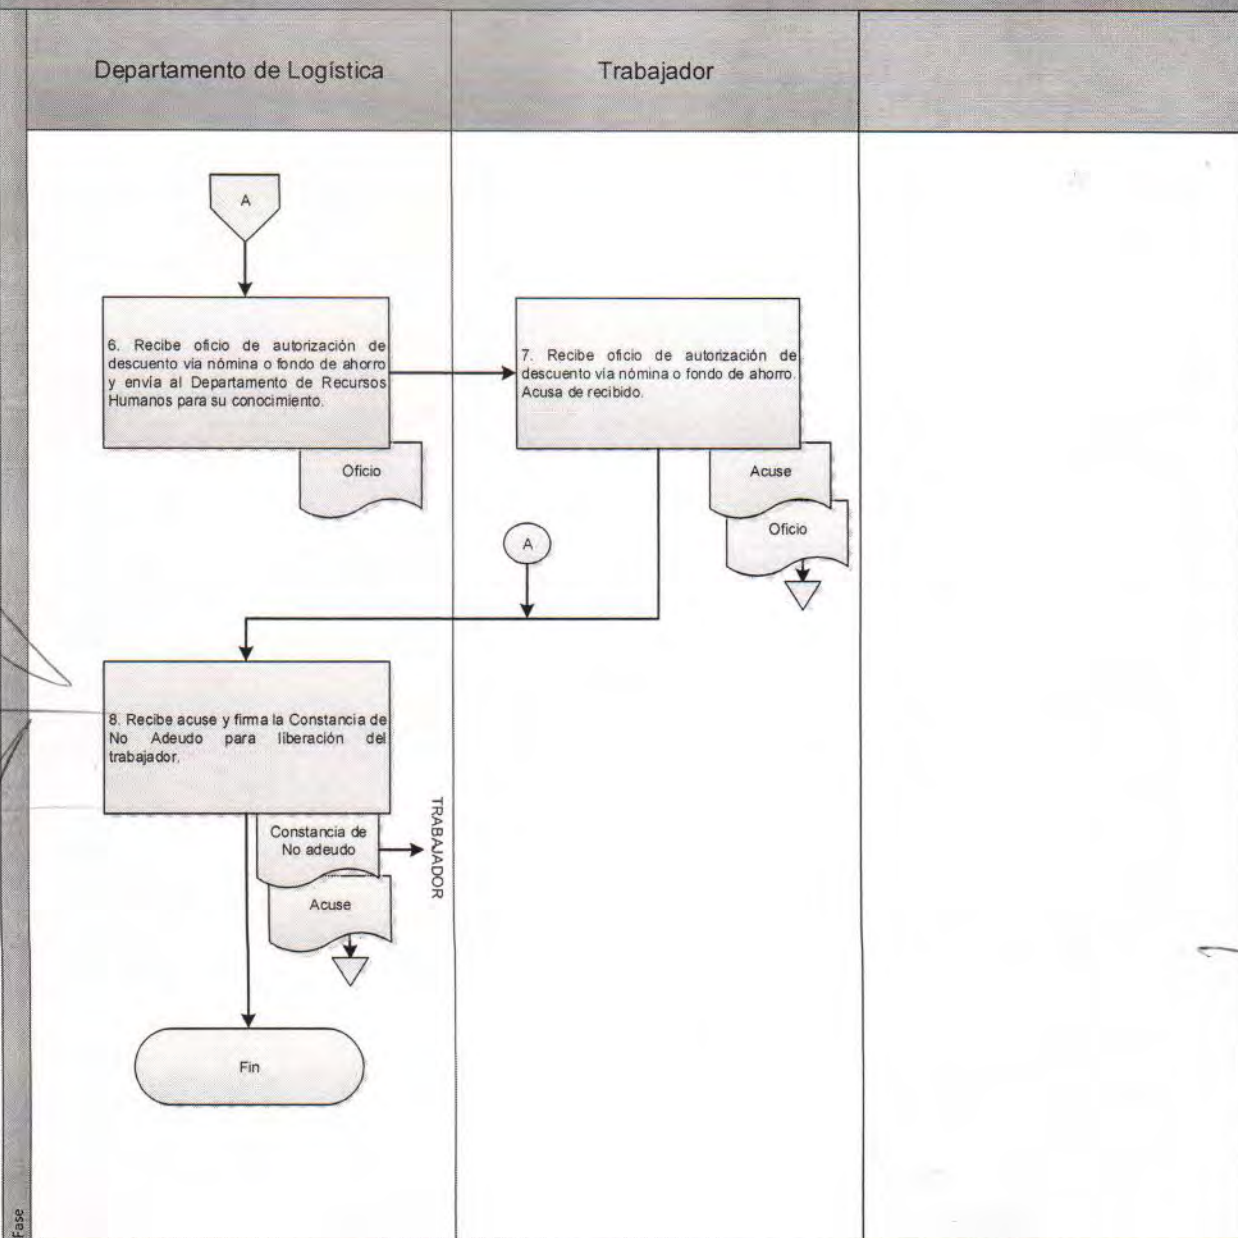 Departamento de Logística
Trabajador
A
6. Recibe oficio de autorización de
descuento vía nómina o fondo de ahorro
y envía al Departamento de Recursos
Humanos para su conocimiento.
Oficio
7. Recibe oficio de autorización de
descuento vía nómina o fondo de ahorro.
Acusa de recibido.
Acuse
Oficio
A
8. Recibe acuse y firma la Constancia de
No Adeudo para liberación del
trabajador.
Constancia de
No adeudo
TRABAJADOR
Acuse
Fin
Fase